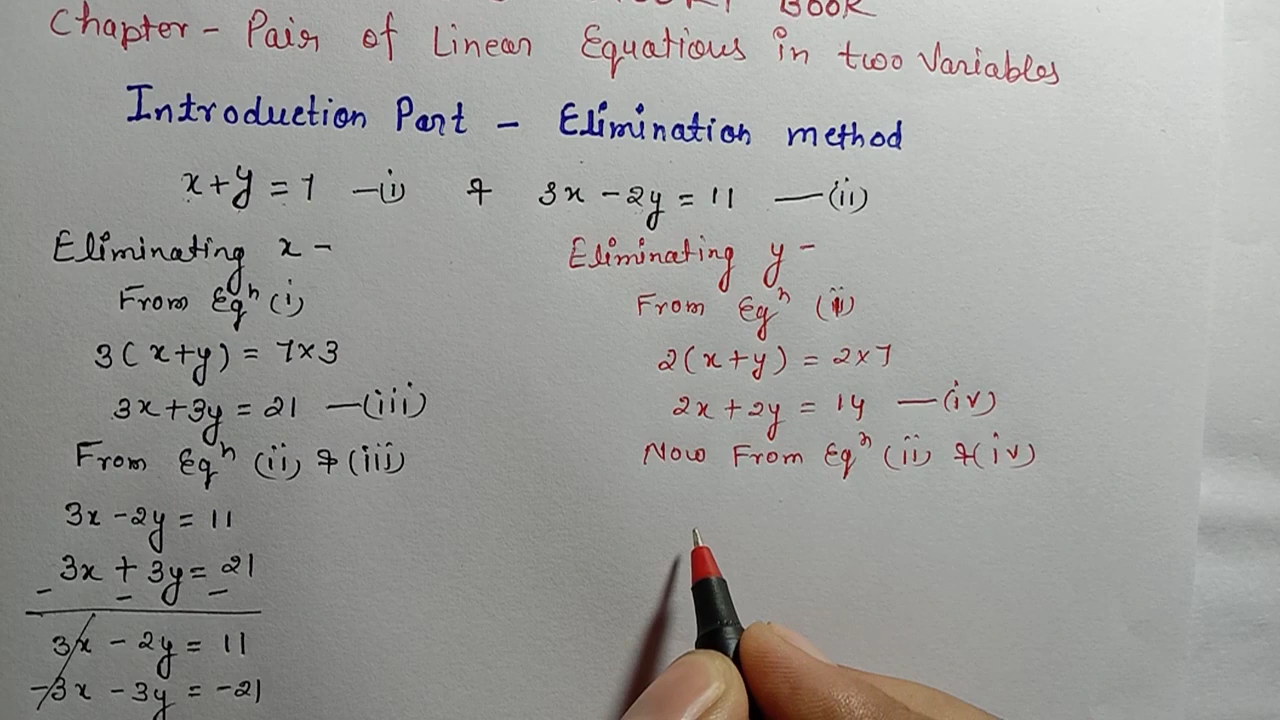 BOOK
Chapter - Pair of Linear Equations in two Variables
Introduction Part - Elimination method
x+y = 7 —(i) & 3x - 2y = 11 —(ii)
Eliminating x -
From Eqⁿ (i)
3(x+y) = 7×3
3x+3y = 21 —(iii)
From Eqⁿ (ii) & (iii)
3x - 2y = 11
3x + 3y = 21
- - -
3x - 2y = 11
-3x - 3y = -21
Eliminating y -
From Eqⁿ
2(x+y) = 2×7
2x + 2y = 14 —(iv)
Now From Eqⁿ (ii) & (iv)